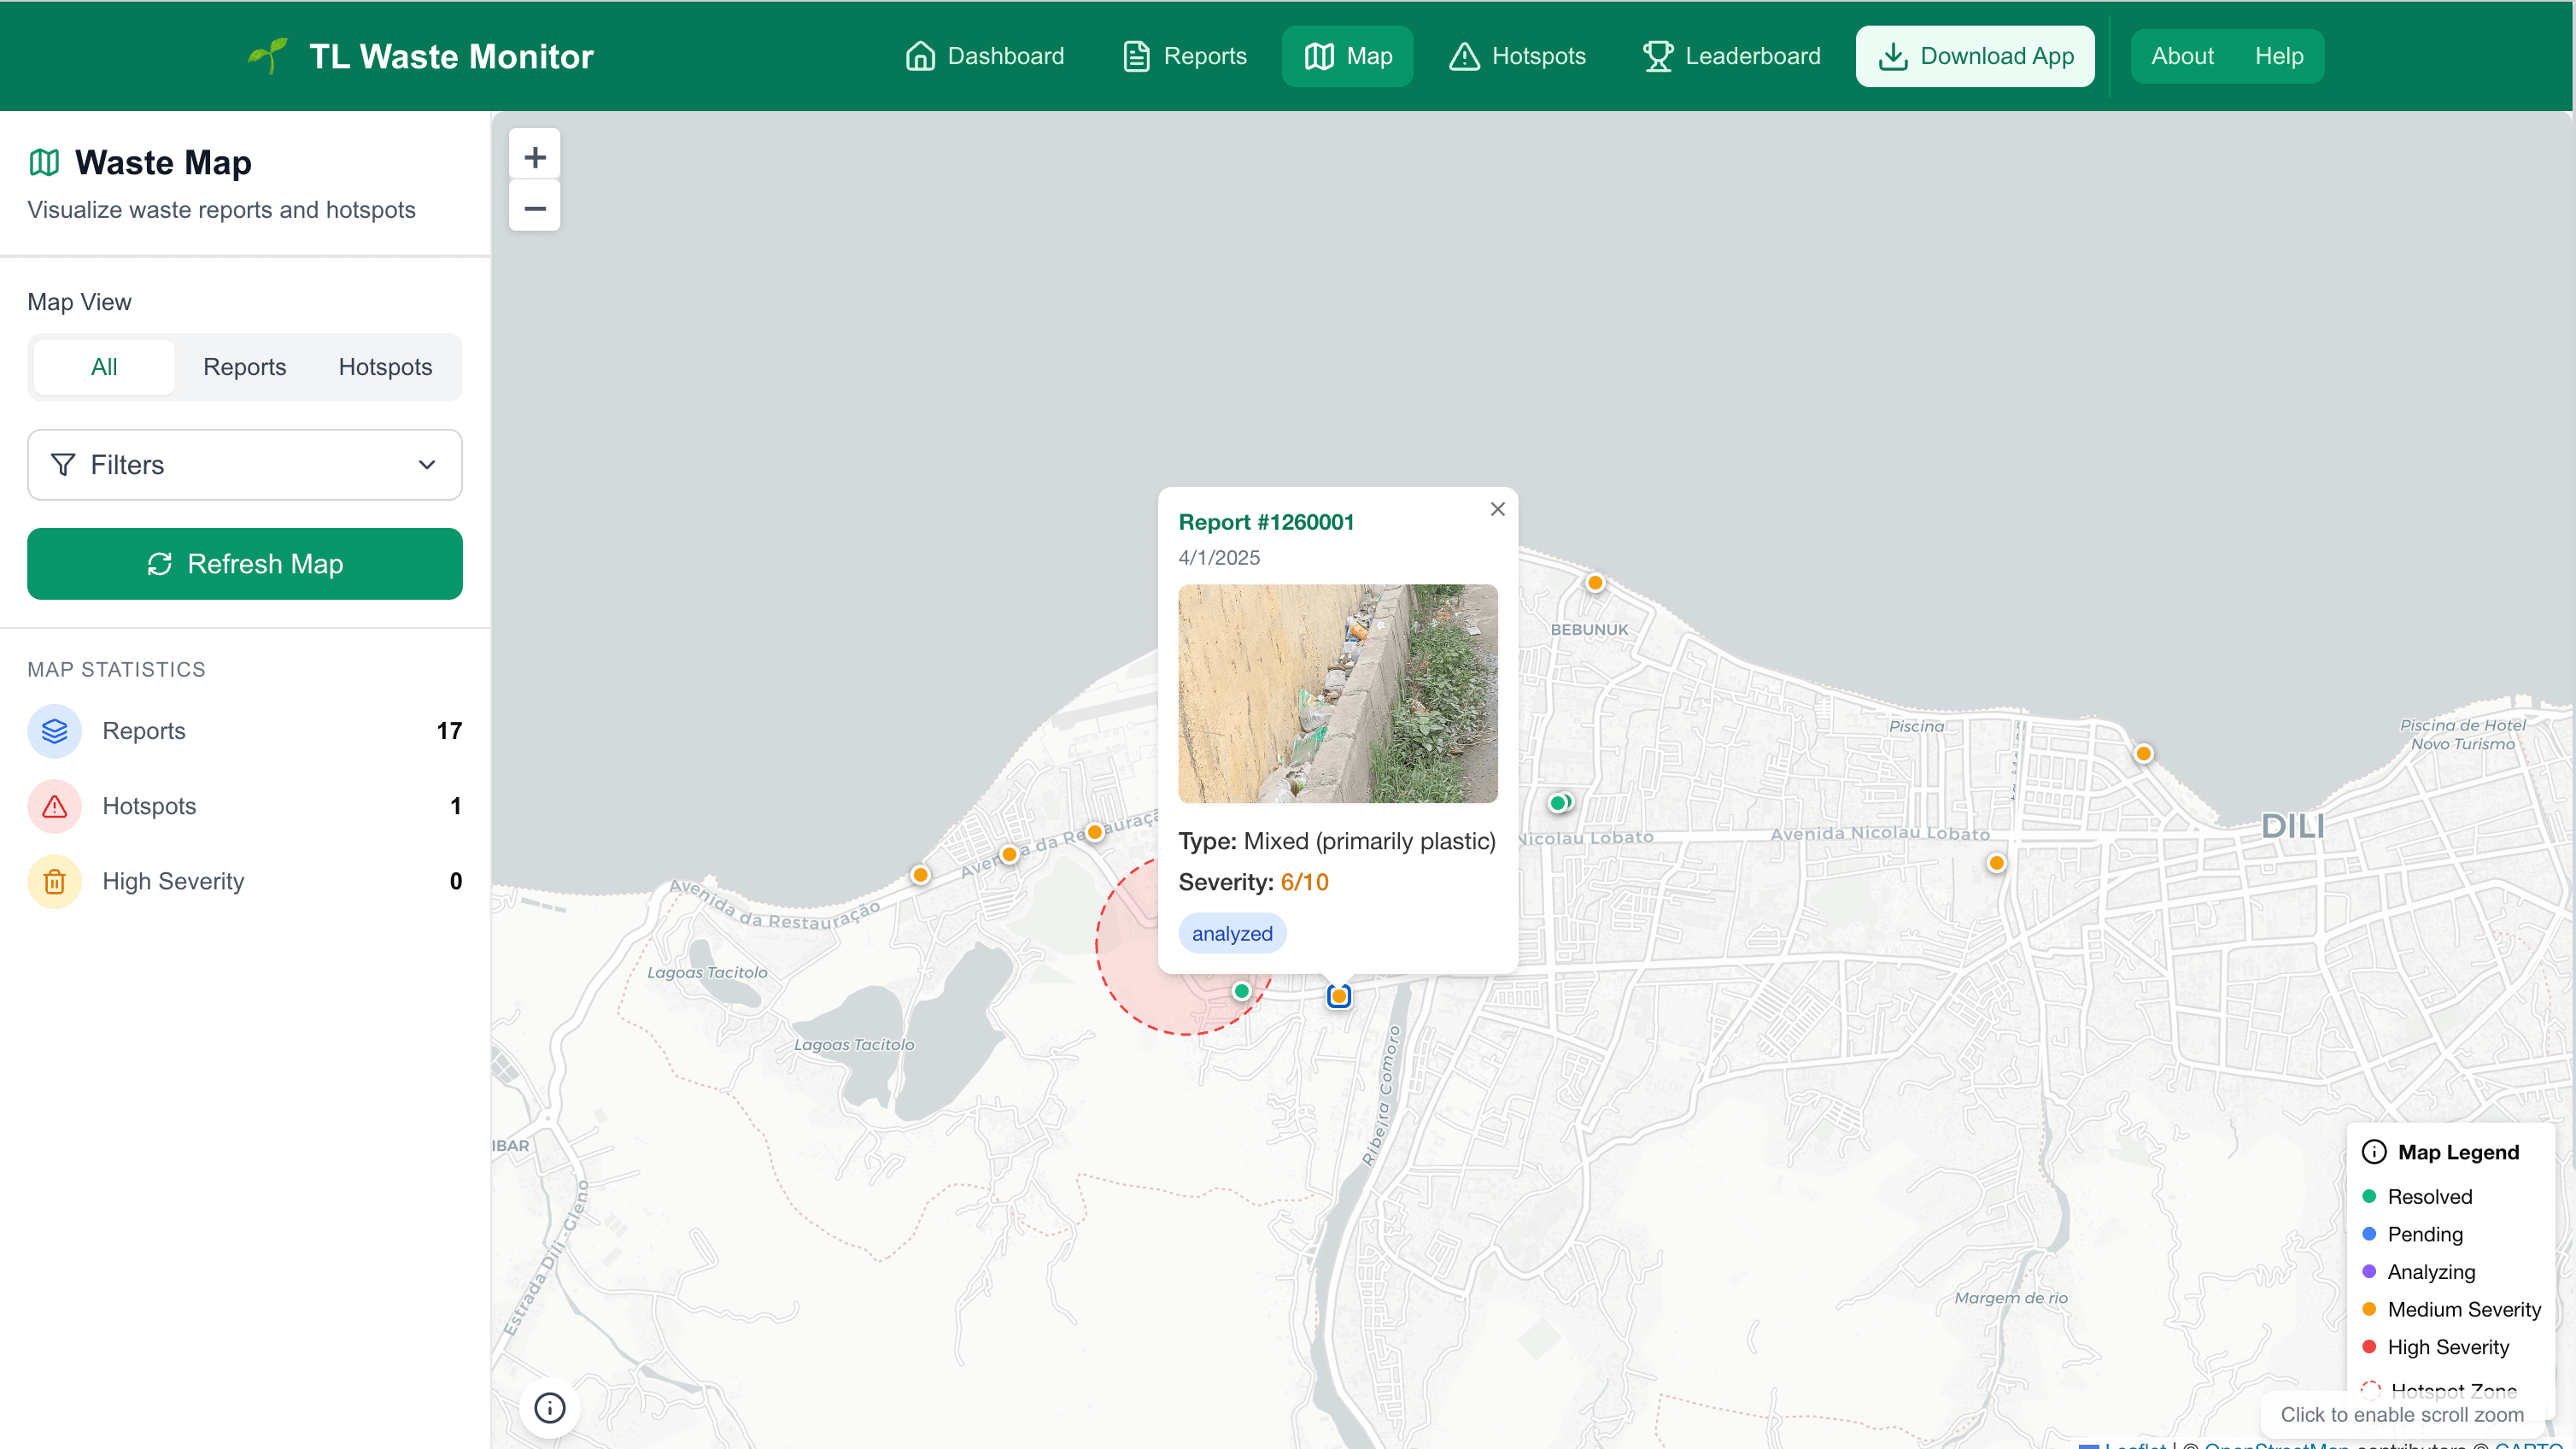 TL Waste Monitor
Dashboard
Reports
Map
Hotspots
Leaderboard
Download App
About
Help
Waste Map
Visualize waste reports and hotspots
Map View
All
Reports
Hotspots
Filters
Refresh Map
MAP STATISTICS
Reports 17
Hotspots 1
High Severity 0
+
−
Report #1260001
4/1/2025
Type: Mixed (primarily plastic)
Severity: 6/10
analyzed
BEBUNUK
Piscina
Piscina de Hotel
Novo Turismo
Nicolau Lobato
Avenida Nicolau Lobato
DILI
Avenida da Restauração
Lagoas Tacitolo
Lagoas Tacitolo
Ribeira Comoro
IBAR
Estrada Dili -Gleno
Margem de rio
Map Legend
Resolved
Pending
Analyzing
Medium Severity
High Severity
Hotspot Zone
Click to enable scroll zoom
Leaflet | © OpenStreetMap contributors © CARTO